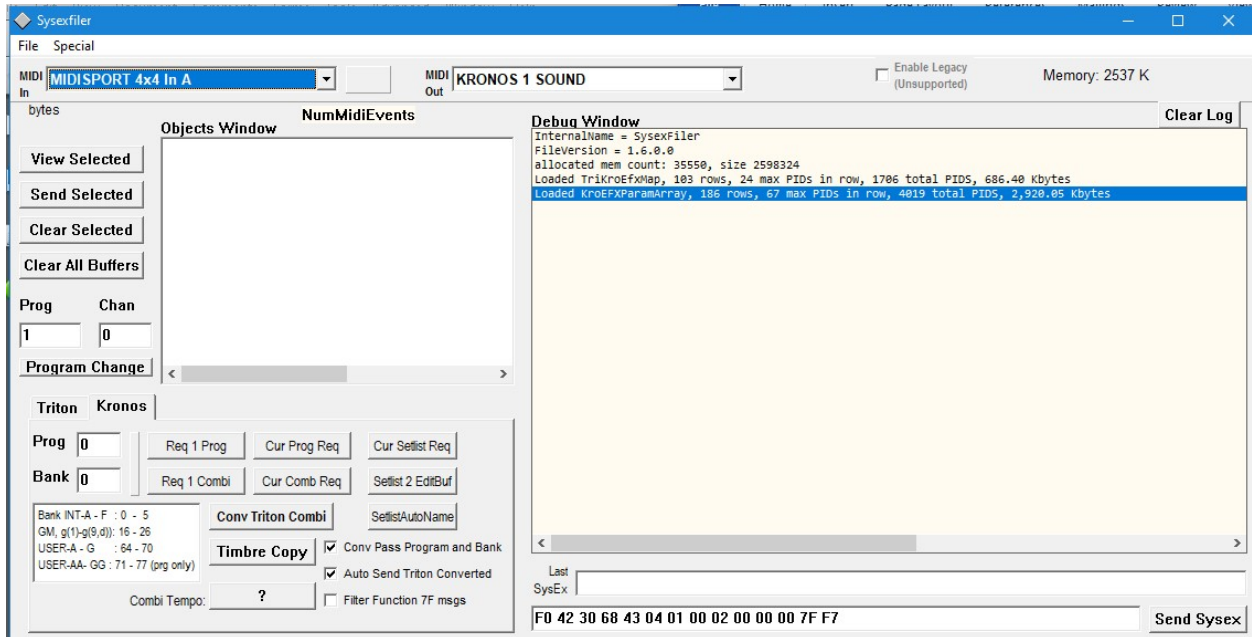 Sysexfiler
File Special
MIDI In MIDISPORT 4x4 In A
MIDI Out KRONOS 1 SOUND
Enable Legacy
(Unsupported)
Memory: 2537 K
bytes
NumMidiEvents
Objects Window
Debug Window
Clear Log
InternalName = SysexFiler
FileVersion = 1.6.0.0
allocated mem count: 35550, size 2598324
Loaded TriKroEfxMap, 103 rows, 24 max PIDs in row, 1706 total PIDS, 686.40 Kbytes
Loaded KroEFXParamArray, 186 rows, 67 max PIDs in row, 4019 total PIDS, 2,920.05 Kbytes
View Selected
Send Selected
Clear Selected
Clear All Buffers
Prog Chan
1 0
Program Change
Triton Kronos
Prog 0 Req 1 Prog Cur Prog Req Cur Setlist Req
Bank 0 Req 1 Combi Cur Comb Req Setlist 2 EditBuf
Bank INT-A - F : 0 - 5
GM, g(1)-g(9,d)): 16 - 26
USER-A - G : 64 - 70
USER-AA- GG : 71 - 77 (prg only)
Conv Triton Combi SetlistAutoName
Timbre Copy
Conv Pass Program and Bank
Auto Send Triton Converted
Combi Tempo: ? Filter Function 7F msgs
Last
SysEx
F0 42 30 68 43 04 01 00 02 00 00 00 7F F7 Send Sysex